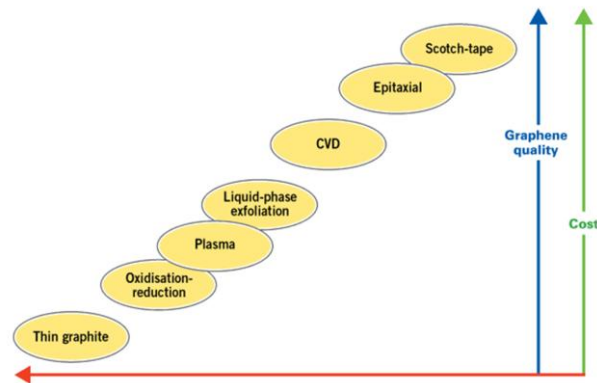 Scotch-tape
Epitaxial
CVD
Graphene
quality
Liquid-phase
exfoliation
Cost
Plasma
Oxidisation-
reduction
Thin graphite